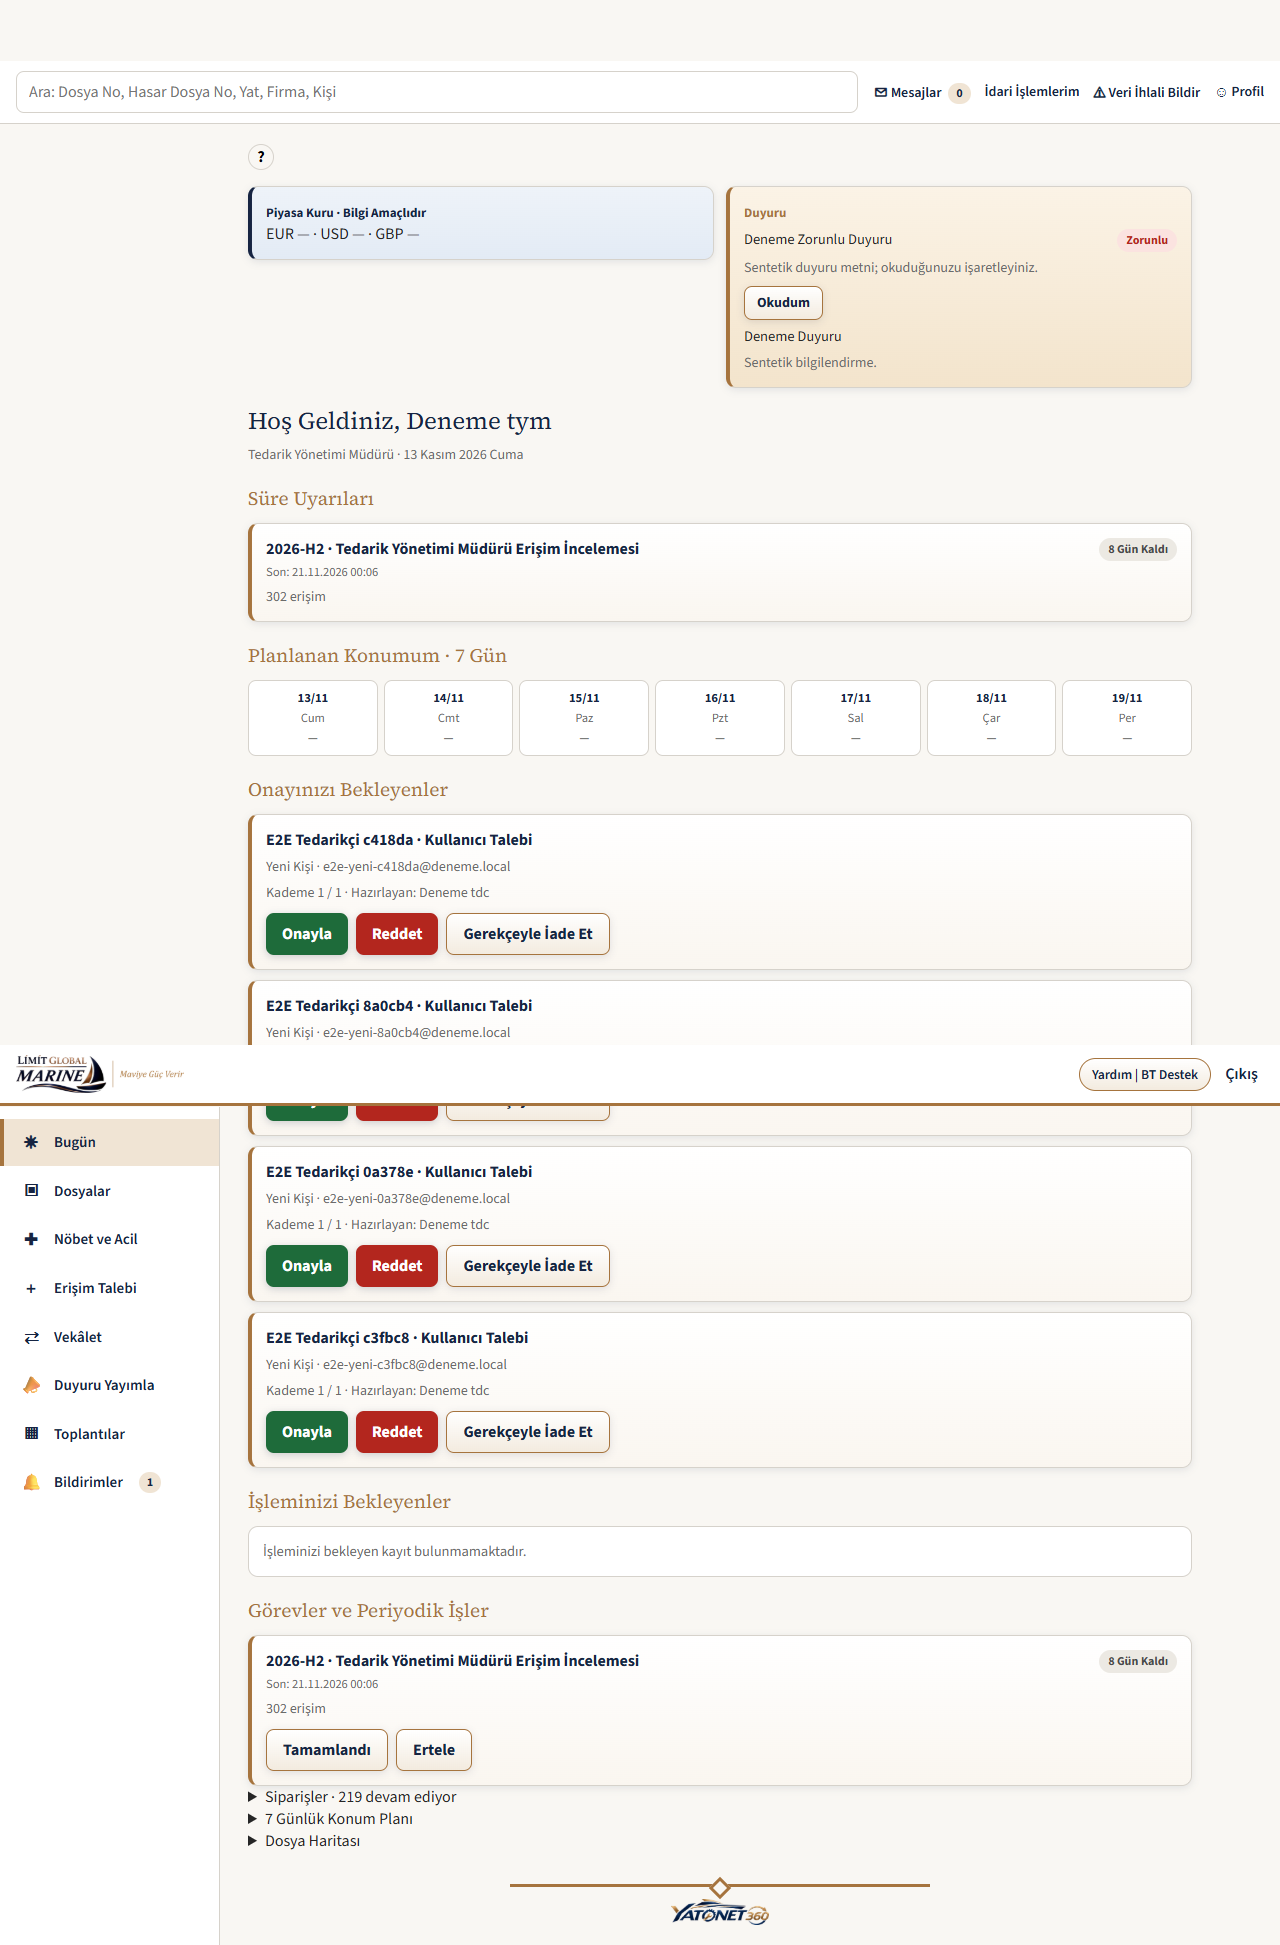 Ara: Dosya No, Hasar Dosya No, Yat, Firma, Kişi
Mesajlar 0
İdari İşlemlerim
Veri İhlali Bildir
Profil
?
Piyasa Kuru · Bilgi Amaçlıdır
EUR — · USD — · GBP —
Duyuru
Deneme Zorunlu Duyuru
Zorunlu
Sentetik duyuru metni; okuduğunuzu işaretleyiniz.
Okudum
Deneme Duyuru
Sentetik bilgilendirme.
Hoş Geldiniz, Deneme tym
Tedarik Yönetimi Müdürü · 13 Kasım 2026 Cuma
Süre Uyarıları
2026-H2 · Tedarik Yönetimi Müdürü Erişim İncelemesi
8 Gün Kaldı
Son: 21.11.2026 00:06
302 erişim
Planlanan Konumum · 7 Gün
13/11
Cum
—
14/11
Cmt
—
15/11
Paz
—
16/11
Pzt
—
17/11
Sal
—
18/11
Çar
—
19/11
Per
—
Onayınızı Bekleyenler
E2E Tedarikçi c418da · Kullanıcı Talebi
Yeni Kişi · e2e-yeni-c418da@deneme.local
Kademe 1 / 1 · Hazırlayan: Deneme tdc
Onayla
Reddet
Gerekçeyle İade Et
E2E Tedarikçi 8a0cb4 · Kullanıcı Talebi
Yeni Kişi · e2e-yeni-8a0cb4@deneme.local
LİMİT GLOBAL
MARINE
Maviye Güç Verir
Yardım | BT Destek
Çıkış
Bugün
Dosyalar
Nöbet ve Acil
Erişim Talebi
Vekâlet
Duyuru Yayımla
Toplantılar
Bildirimler 1
E2E Tedarikçi 0a378e · Kullanıcı Talebi
Yeni Kişi · e2e-yeni-0a378e@deneme.local
Kademe 1 / 1 · Hazırlayan: Deneme tdc
Onayla
Reddet
Gerekçeyle İade Et
E2E Tedarikçi c3fbc8 · Kullanıcı Talebi
Yeni Kişi · e2e-yeni-c3fbc8@deneme.local
Kademe 1 / 1 · Hazırlayan: Deneme tdc
Onayla
Reddet
Gerekçeyle İade Et
İşleminizi Bekleyenler
İşleminizi bekleyen kayıt bulunmamaktadır.
Görevler ve Periyodik İşler
2026-H2 · Tedarik Yönetimi Müdürü Erişim İncelemesi
8 Gün Kaldı
Son: 21.11.2026 00:06
302 erişim
Tamamlandı
Ertele
Siparişler · 219 devam ediyor
7 Günlük Konum Planı
Dosya Haritası
YATONET360